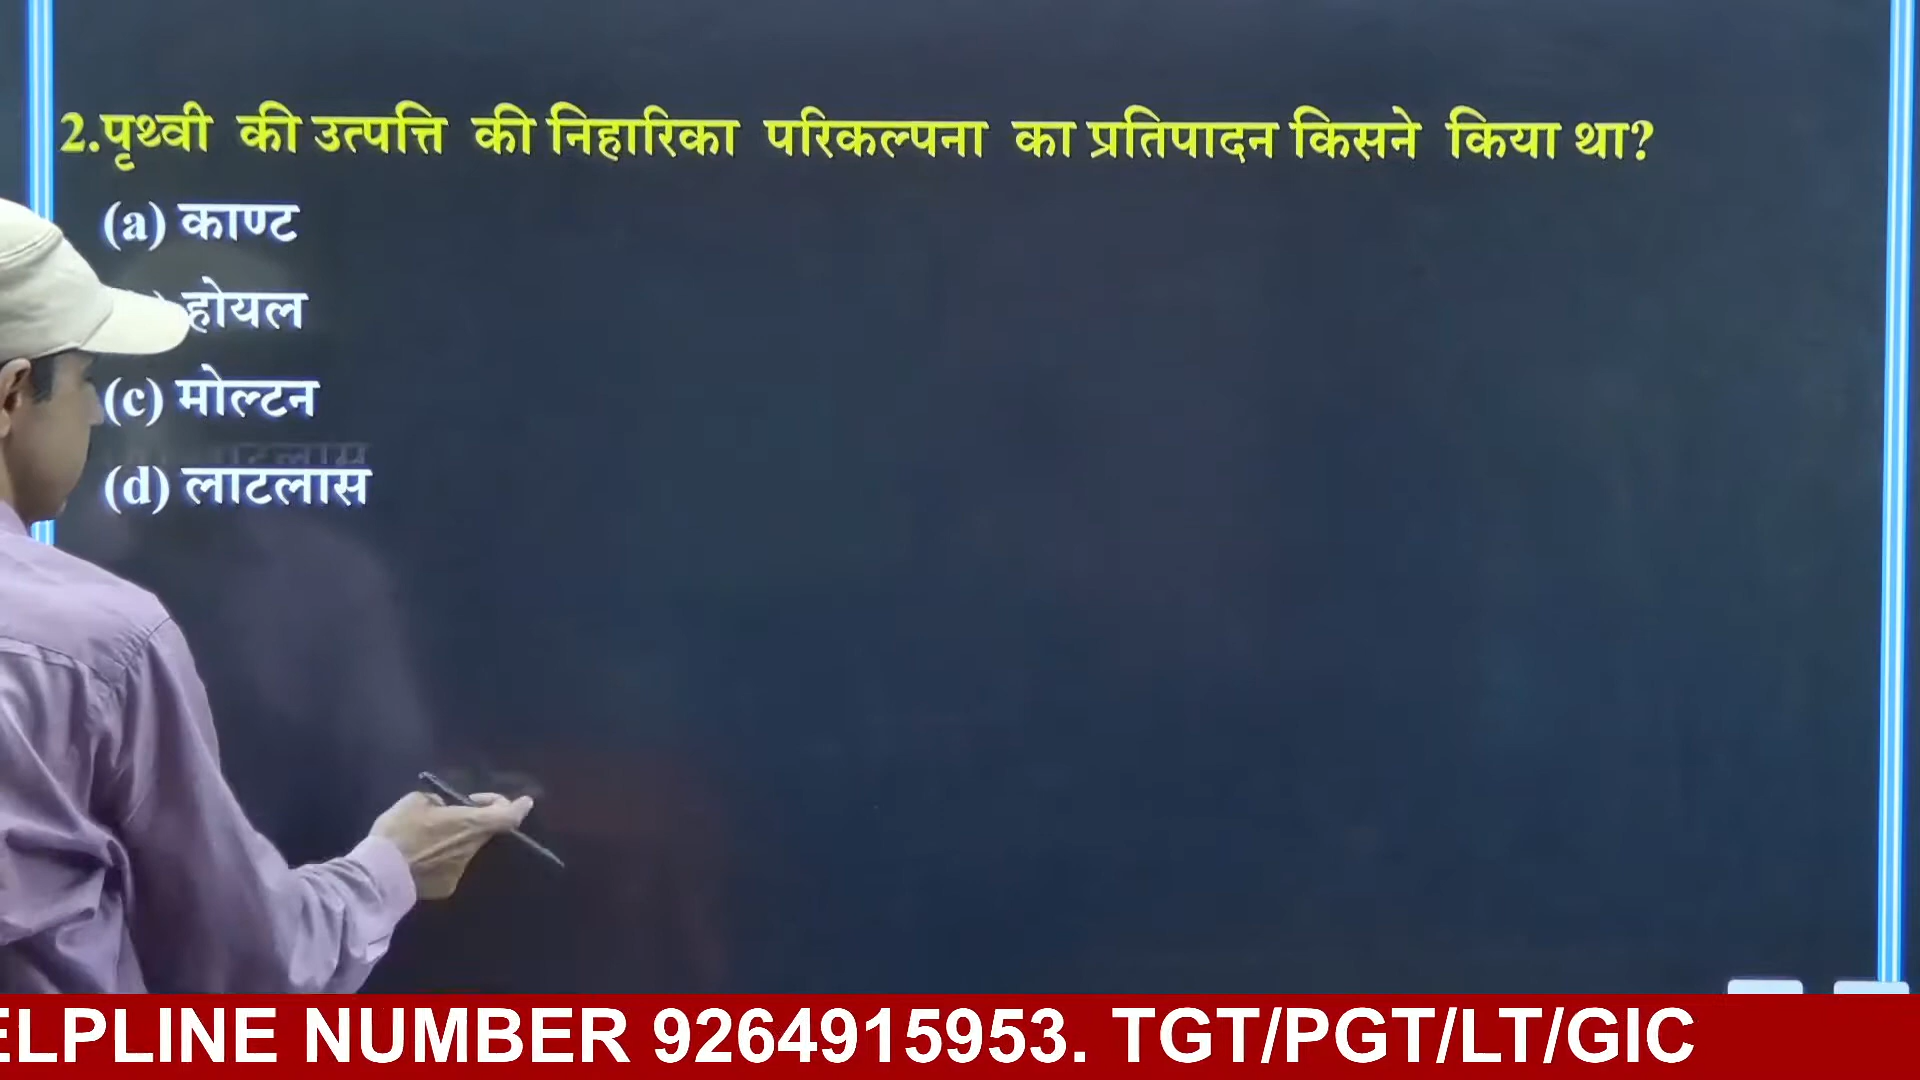 2.पृथ्वी की उत्पत्ति की निहारिका परिकल्पना का प्रतिपादन किसने किया था?
(a) काण्ट
होयल
(c) मोल्टन
(d) लाटलास
ELPLINE NUMBER 9264915953. TGT/PGT/LT/GIC